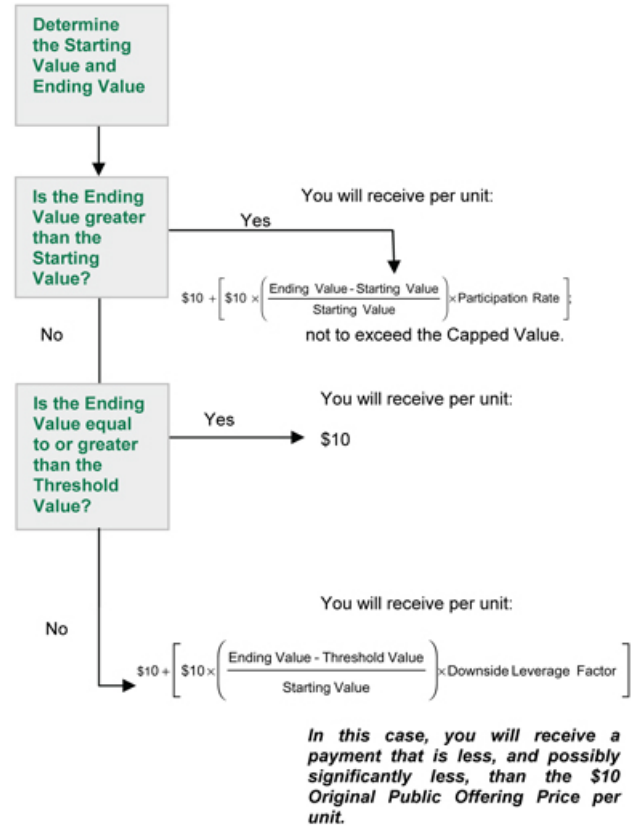 Determine
the Starting
Value and
Ending Value
Is the Ending
Value greater
than the
Starting
Value?
Yes
You will receive per unit:
$10 + [ $10 × ( Ending Value - Starting Value / Starting Value ) × Participation Rate ];
not to exceed the Capped Value.
No
Is the Ending
Value equal
to or greater
than the
Threshold
Value?
Yes
You will receive per unit:
$10
No
You will receive per unit:
$10 + [ $10 × ( Ending Value - Threshold Value / Starting Value ) × Downside Leverage Factor ]
In this case, you will receive a
payment that is less, and possibly
significantly less, than the $10
Original Public Offering Price per
unit.